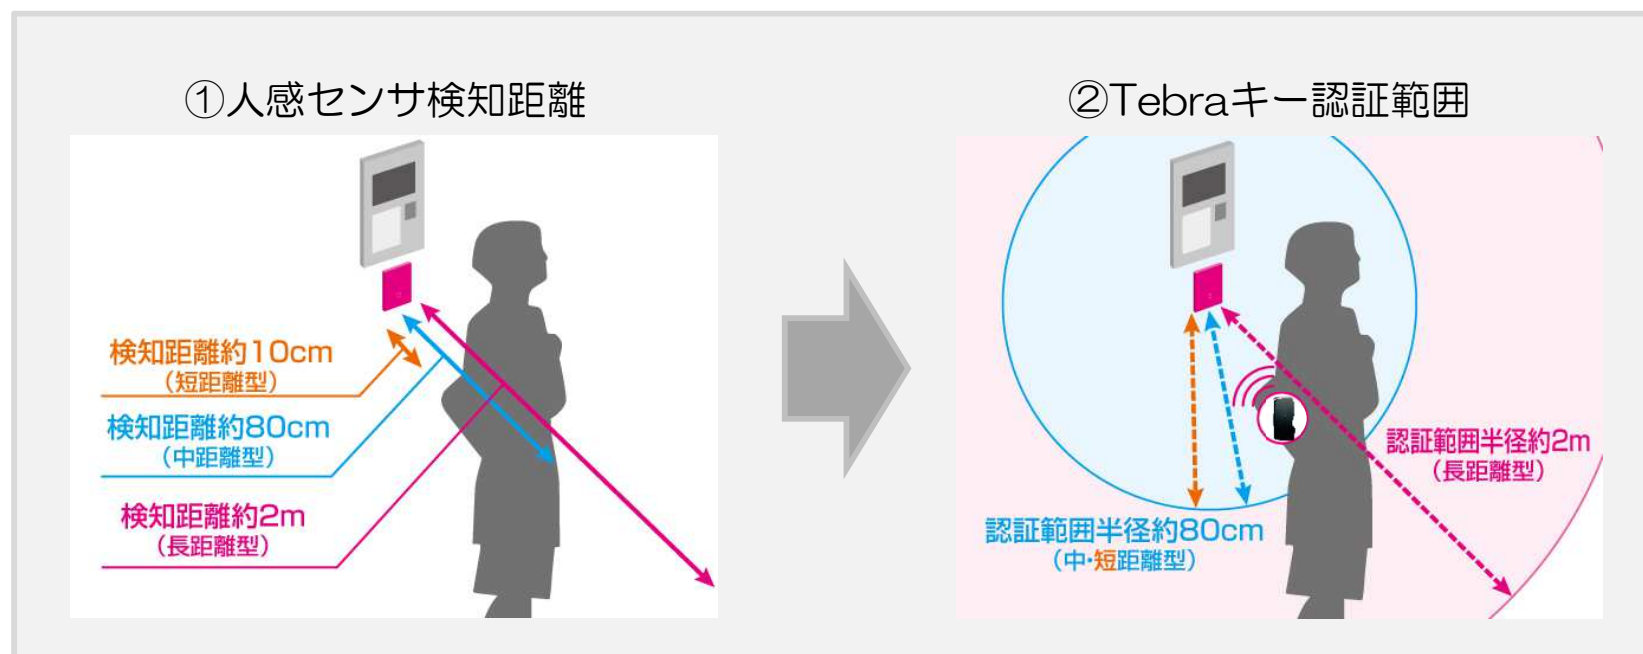 ①人感センサ検知距離
検知距離約10cm
（短距離型）
検知距離約80cm
（中距離型）
検知距離約2m
（長距離型）
②Tebraキー認証範囲
認証範囲半径約2m
（長距離型）
認証範囲半径約80cm
（中・短距離型）